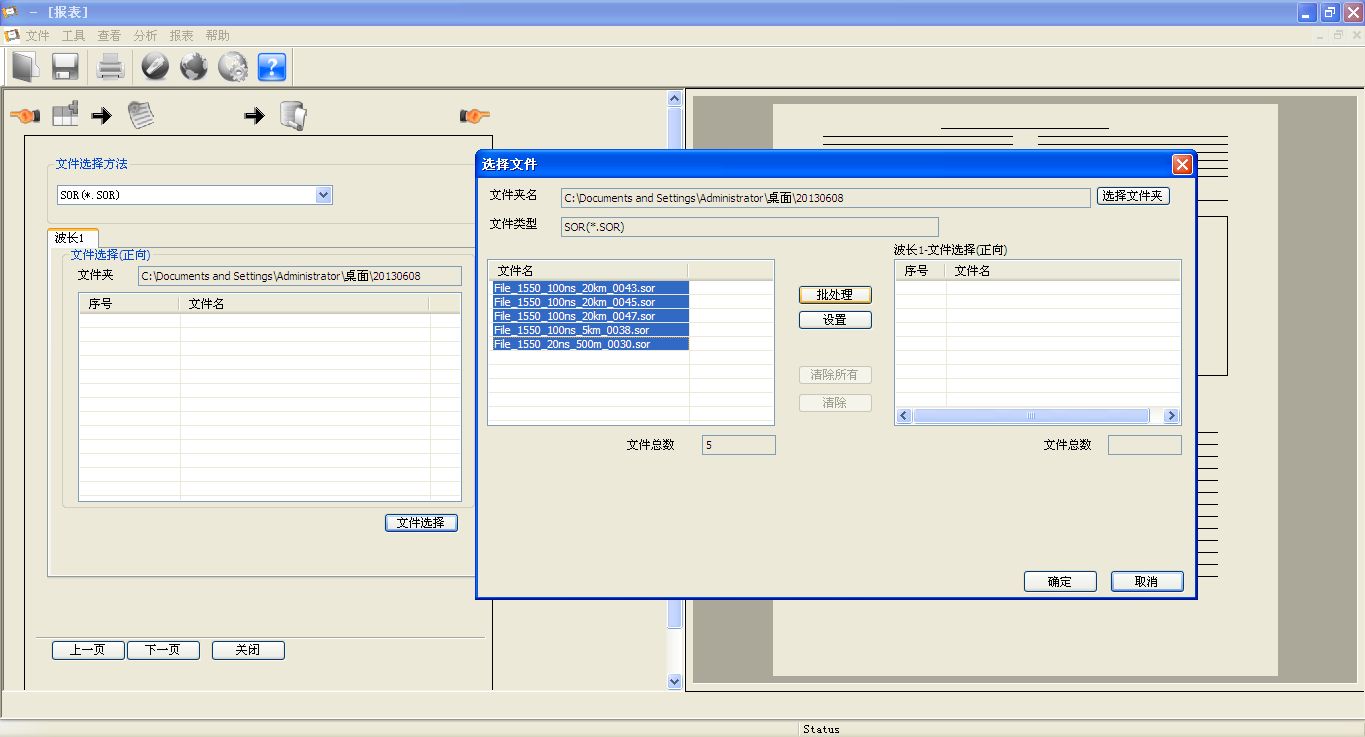 - [报表]
文件 工具 查看 分析 报表 帮助
文件选择方法
SOR(*.SOR)
波长1
文件选择(正向)
文件夹 C:\Documents and Settings\Administrator\桌面\20130608
序号 文件名
文件选择
上一页 下一页 关闭
选择文件
文件夹名 C:\Documents and Settings\Administrator\桌面\20130608 选择文件夹
文件类型 SOR(*.SOR)
文件名
File_1550_100ns_20km_0043.sor
File_1550_100ns_20km_0045.sor
File_1550_100ns_20km_0047.sor
File_1550_100ns_5km_0038.sor
File_1550_20ns_500m_0030.sor
文件总数 5
批处理
设置
清除所有
清除
波长1-文件选择(正向)
序号 文件名
文件总数
确定 取消
Status